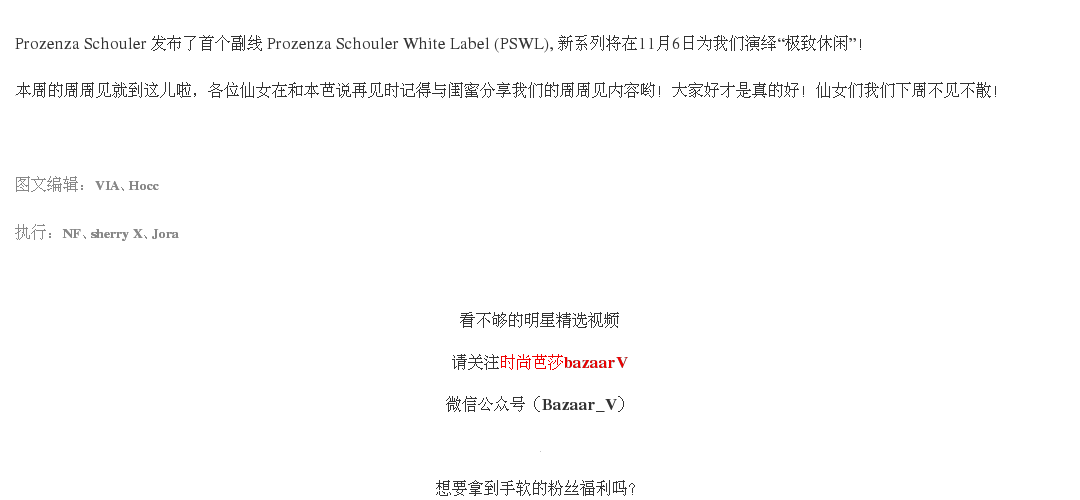 Prozenza Schouler 发布了首个副线 Prozenza Schouler White Label (PSWL), 新系列将在11月6日为我们演绎“极致休闲”！
本周的周周见就到这儿啦，各位仙女在和本芭说再见时记得与闺蜜分享我们的周周见内容哟！大家好才是真的好！仙女们我们下周不见不散！
图文编辑：VIA、Hocc
执行：NF、sherry X、Jora
看不够的明星精选视频
请关注时尚芭莎bazaarV
微信公众号（Bazaar_V）
想要拿到手软的粉丝福利吗？